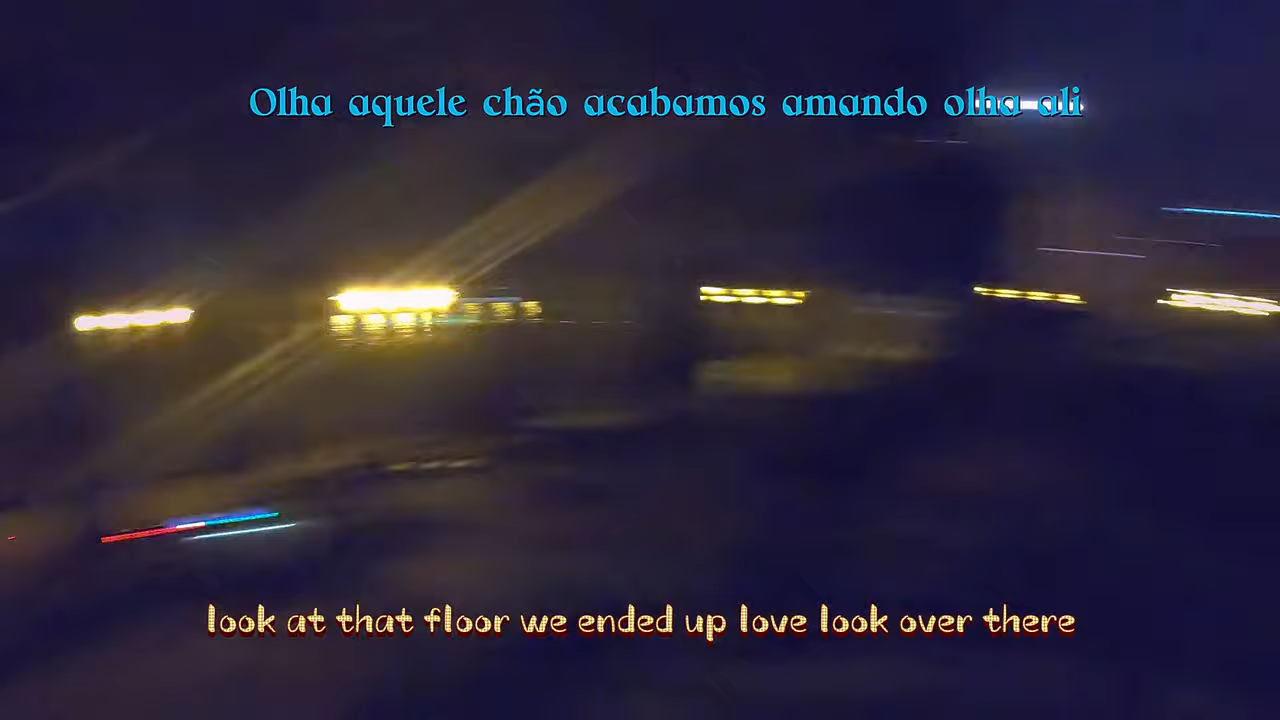 Olha aquele chão acabamos amando olha ali
look at that floor we ended up love look over there